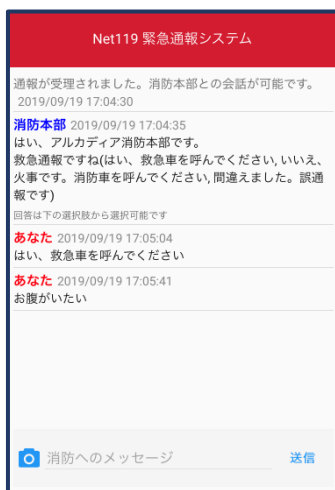 Net119 緊急通報システム
通報が受理されました。消防本部との会話が可能です。
2019/09/19 17:04:30
消防本部 2019/09/19 17:04:35
はい、アルカディア消防本部です。
救急通報ですね(はい、救急車を呼んでください, いいえ、
火事です。消防車を呼んでください, 間違えました。誤通
報です)
回答は下の選択肢から選択可能です
あなた 2019/09/19 17:05:04
はい、救急車を呼んでください
あなた 2019/09/19 17:05:41
お腹がいたい
消防へのメッセージ 送信